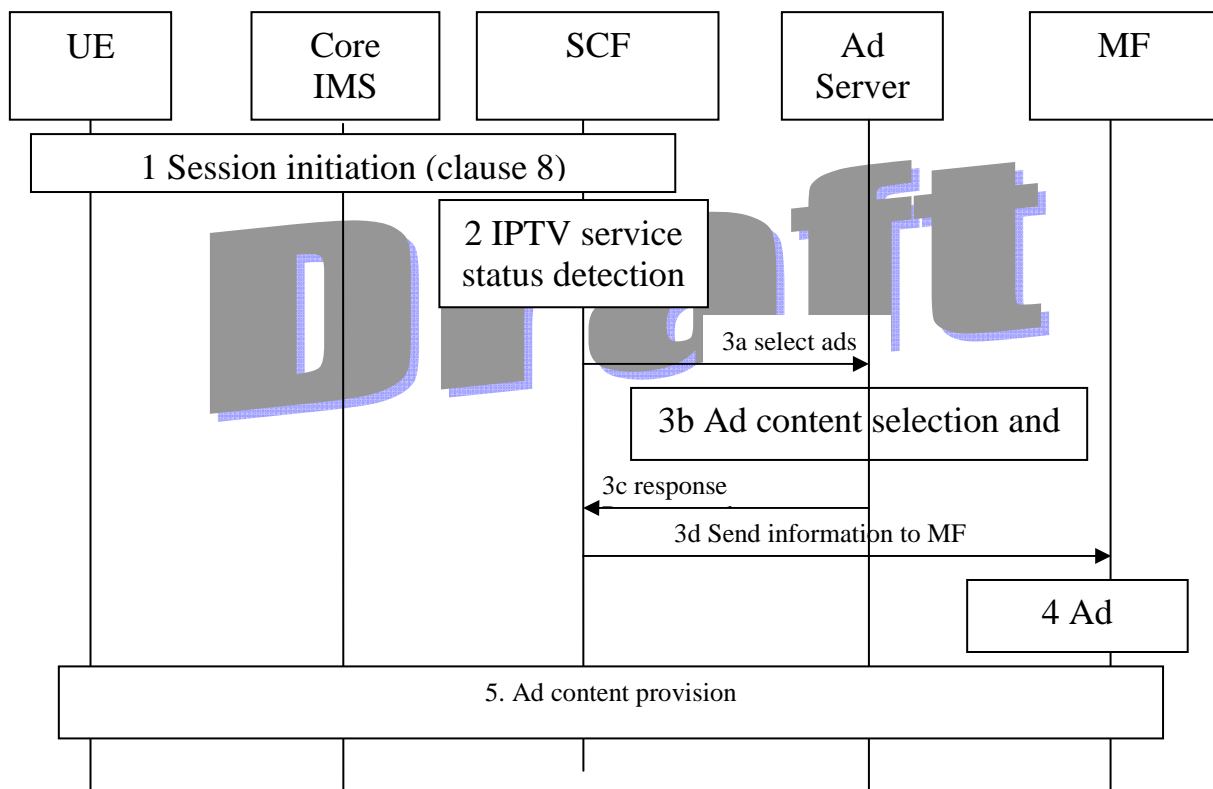 UE
Core
IMS
SCF
Ad
Server
MF
1 Session initiation (clause 8)
2 IPTV service
status detection
Draft
3a select ads
3b Ad content selection and
3c response
3d Send information to MF
4 Ad
5. Ad content provision